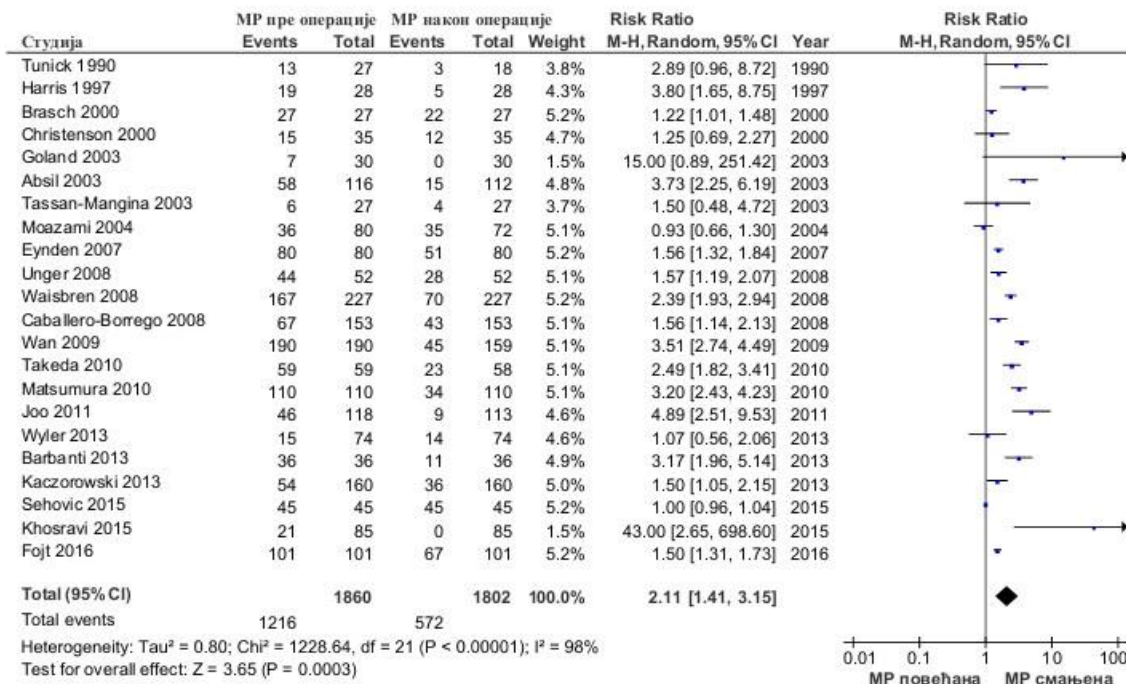 МР пре операције МР након операције Risk Ratio Risk Ratio
Студија Events Total Events Total Weight M-H, Random, 95% CI Year M-H, Random, 95% CI
Tunick 1990 13 27 3 18 3.8% 2.89 [0.96, 8.72] 1990
Harris 1997 19 28 5 28 4.3% 3.80 [1.65, 8.75] 1997
Brasch 2000 27 27 22 27 5.2% 1.22 [1.01, 1.48] 2000
Christenson 2000 15 35 12 35 4.7% 1.25 [0.69, 2.27] 2000
Goland 2003 7 30 0 30 1.5% 15.00 [0.89, 251.42] 2003
Absil 2003 58 116 15 112 4.8% 3.73 [2.25, 6.19] 2003
Tassan-Mangina 2003 6 27 4 27 3.7% 1.50 [0.48, 4.72] 2003
Moazami 2004 36 80 35 72 5.1% 0.93 [0.66, 1.30] 2004
Eynden 2007 80 80 51 80 5.2% 1.56 [1.32, 1.84] 2007
Unger 2008 44 52 28 52 5.1% 1.57 [1.19, 2.07] 2008
Waisbren 2008 167 227 70 227 5.2% 2.39 [1.93, 2.94] 2008
Caballero-Borrego 2008 67 153 43 153 5.1% 1.56 [1.14, 2.13] 2008
Wan 2009 190 190 45 159 5.1% 3.51 [2.74, 4.49] 2009
Takeda 2010 59 59 23 58 5.1% 2.49 [1.82, 3.41] 2010
Matsumura 2010 110 110 34 110 5.1% 3.20 [2.43, 4.23] 2010
Joo 2011 46 118 9 113 4.6% 4.89 [2.51, 9.53] 2011
Wyler 2013 15 74 14 74 4.6% 1.07 [0.56, 2.06] 2013
Barbanti 2013 36 36 11 36 4.9% 3.17 [1.96, 5.14] 2013
Kaczorowski 2013 54 160 36 160 5.0% 1.50 [1.05, 2.15] 2013
Sehovic 2015 45 45 45 45 5.2% 1.00 [0.96, 1.04] 2015
Khosravi 2015 21 85 0 85 1.5% 43.00 [2.65, 698.60] 2015
Fojt 2016 101 101 67 101 5.2% 1.50 [1.31, 1.73] 2016
Total (95% CI) 1860 1802 100.0% 2.11 [1.41, 3.15]
Total events 1216 572
Heterogeneity: Tau² = 0.80; Chi² = 1228.64, df = 21 (P < 0.00001); I² = 98%
Test for overall effect: Z = 3.65 (P = 0.0003)
0.01 0.1 1 10 100
МР повећана МР смањена